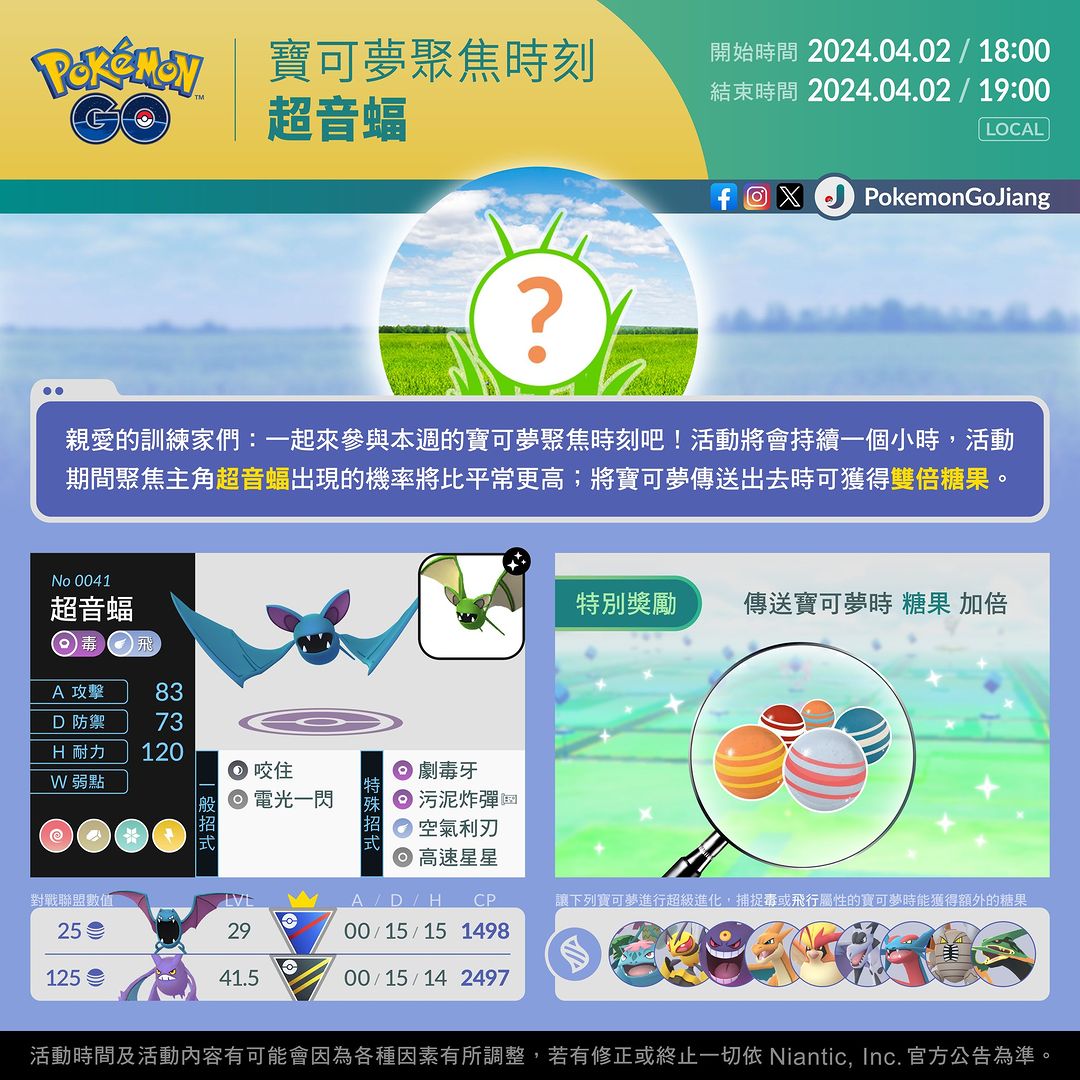 POKÉMON GO™
寶可夢聚焦時刻
超音蝠
開始時間 2024.04.02 / 18:00
結束時間 2024.04.02 / 19:00
LOCAL
PokemonGoJiang
?
親愛的訓練家們：一起來參與本週的寶可夢聚焦時刻吧！活動將會持續一個小時，活動
期間聚焦主角超音蝠出現的機率將比平常更高；將寶可夢傳送出去時可獲得雙倍糖果。
No 0041
超音蝠
毒 飛
A 攻擊 83
D 防禦 73
H 耐力 120
W 弱點
一般招式
咬住
電光一閃
特殊招式
劇毒牙
污泥炸彈
空氣利刃
高速星星
特別獎勵
傳送寶可夢時 糖果 加倍
對戰聯盟數值 LVL A / D / H CP
25 29 00 / 15 / 15 1498
125 41.5 00 / 15 / 14 2497
讓下列寶可夢進行超級進化，捕捉毒或飛行屬性的寶可夢時能獲得額外的糖果
活動時間及活動內容有可能會因為各種因素有所調整，若有修正或終止一切依 Niantic, Inc. 官方公告為準。